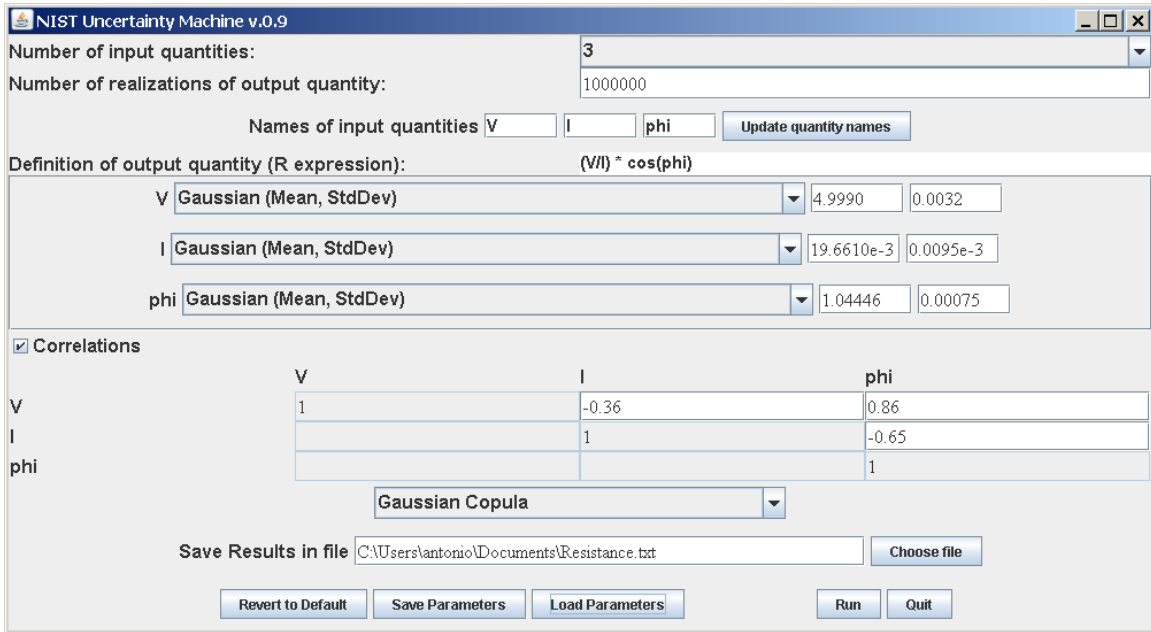 NIST Uncertainty Machine v.0.9
Number of input quantities: 3
Number of realizations of output quantity: 1000000
Names of input quantities V I phi Update quantity names
Definition of output quantity (R expression): (V/I) * cos(phi)
V Gaussian (Mean, StdDev) 4.9990 0.0032
I Gaussian (Mean, StdDev) 19.6610e-3 0.0095e-3
phi Gaussian (Mean, StdDev) 1.04446 0.00075
Correlations
V I phi
V 1 -0.36 0.86
I 1 -0.65
phi 1
Gaussian Copula
Save Results in file C:\Users\antonio\Documents\Resistance.txt Choose file
Revert to Default Save Parameters Load Parameters Run Quit